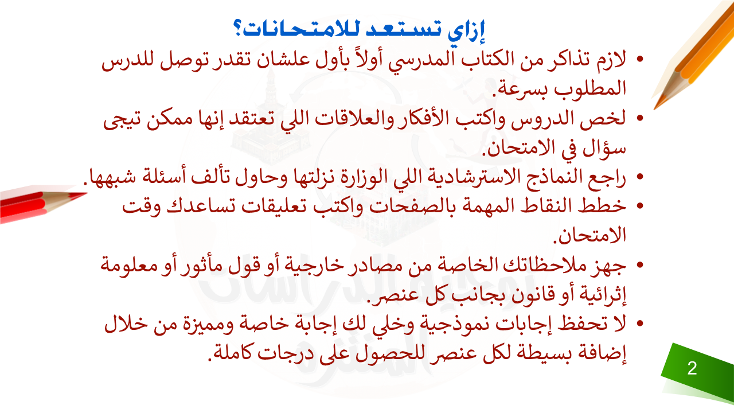 إزاي تستعد للامتحانات؟
• لازم تذاكر من الكتاب المدرسي أولاً بأول علشان تقدر توصل للدرس
المطلوب بسرعة.
• لخص الدروس واكتب الأفكار والعلاقات اللي تعتقد إنها ممكن تيجى
سؤال في الامتحان.
• راجع النماذج الاسترشادية اللي الوزارة نزلتها وحاول تألف أسئلة شبهها.
• خطط النقاط المهمة بالصفحات واكتب تعليقات تساعدك وقت
الامتحان.
• جهز ملاحظاتك الخاصة من مصادر خارجية أو قول مأثور أو معلومة
إثرائية أو قانون بجانب كل عنصر.
• لا تحفظ إجابات نموذجية وخلي لك إجابة خاصة ومميزة من خلال
إضافة بسيطة لكل عنصر للحصول على درجات كاملة.
2